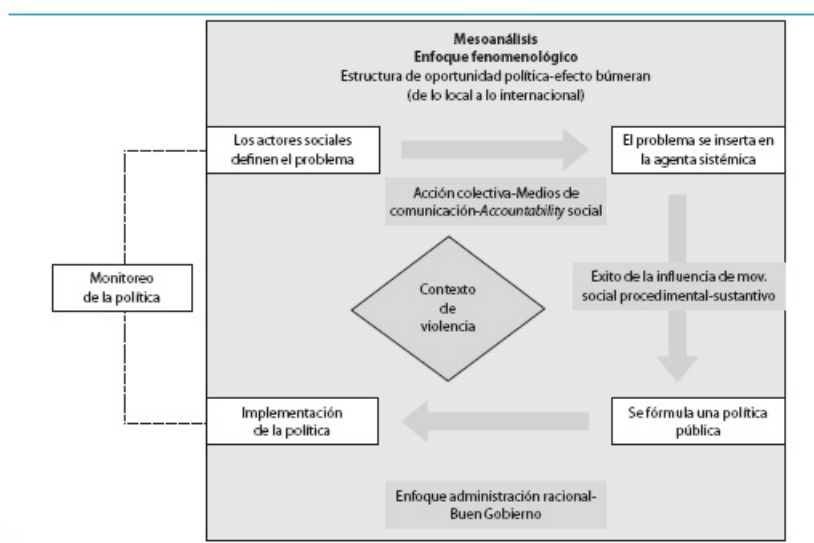 Mesoanálisis
Enfoque fenomenológico
Estructura de oportunidad política-efecto búmeran
(de lo local a lo internacional)
Los actores sociales
definen el problema
El problema se inserta en
la agenta sistémica
Acción colectiva-Medios de
comunicación-Accountability social
Monitoreo
de la política
Contexto
de
violencia
Éxito de la influencia de mov.
social procedimental-sustantivo
Implementación
de la política
Se fórmula una política
pública
Enfoque administración racional-
Buen Gobierno